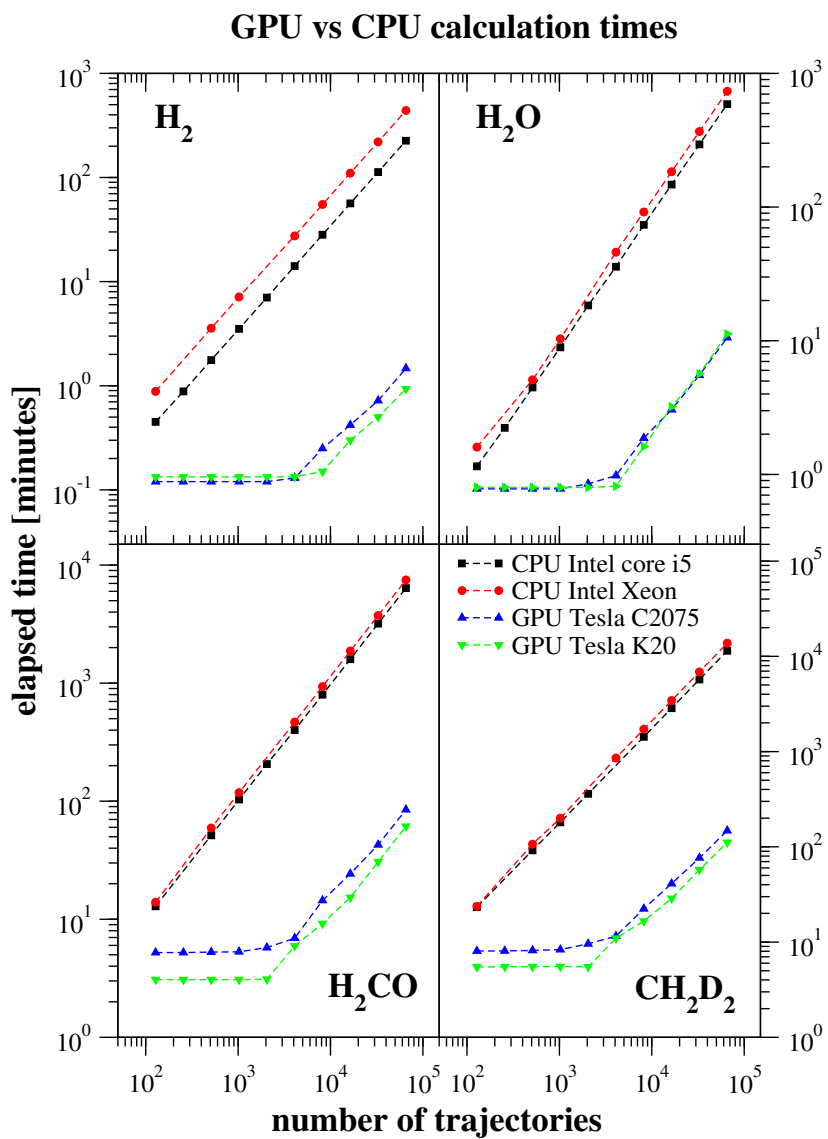 GPU vs CPU calculation times
elapsed time [minutes]
10^3
10^2
10^1
10^0
10^-1
H_2
H_2O
10^3
10^2
10^1
10^0
10^4
10^3
10^2
10^1
10^0
H_2CO
CPU Intel core i5
CPU Intel Xeon
GPU Tesla C2075
GPU Tesla K20
CH_2D_2
10^5
10^4
10^3
10^2
10^1
10^0
10^2 10^3 10^4 10^5 10^2 10^3 10^4 10^5
number of trajectories